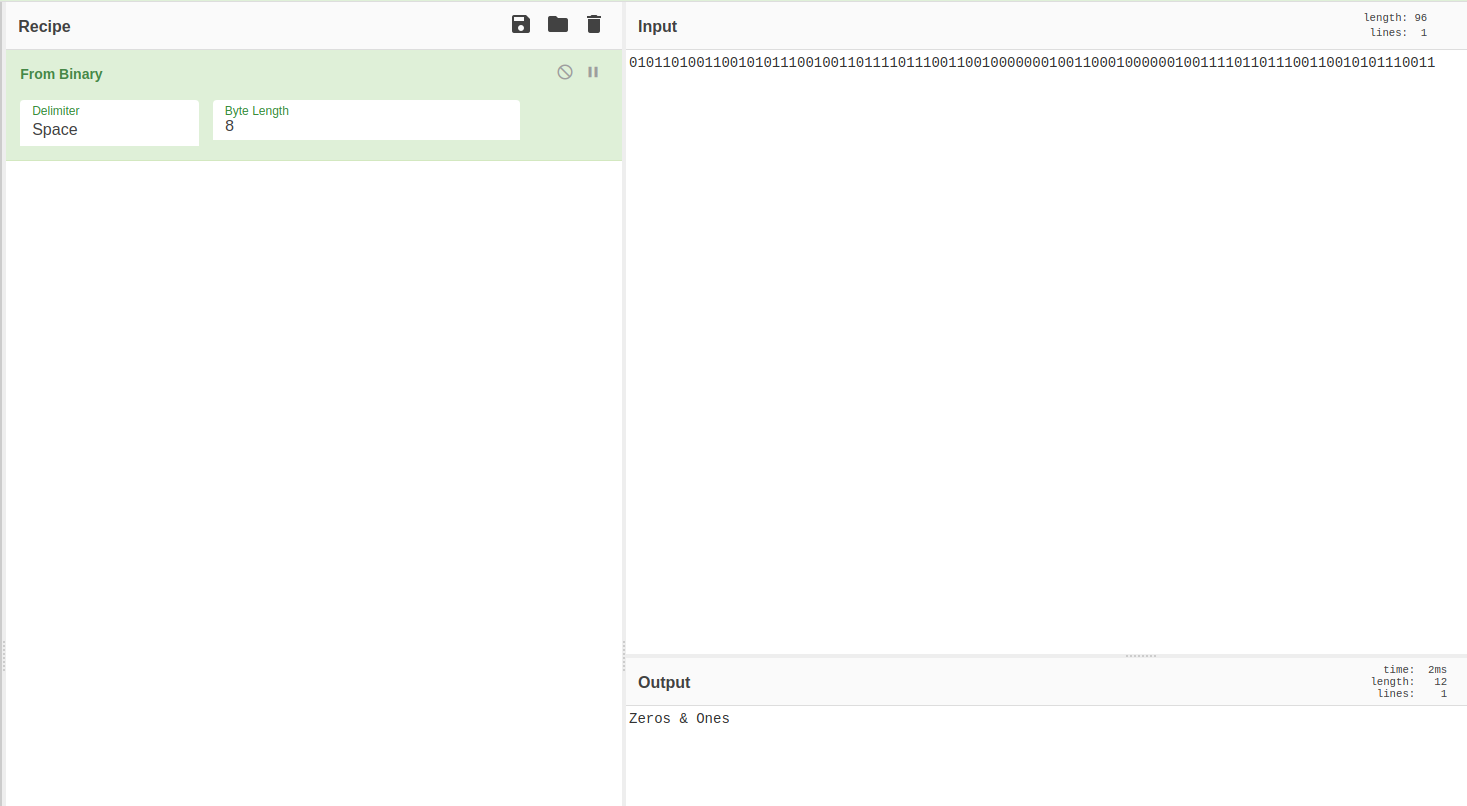 Recipe
From Binary
Delimiter
Space
Byte Length
8
Input
length: 96
lines: 1
010110100110010101110010011011110111001100100000001001100010000001001111011011100110010101110011
Output
time: 2ms
length: 12
lines: 1
Zeros & Ones